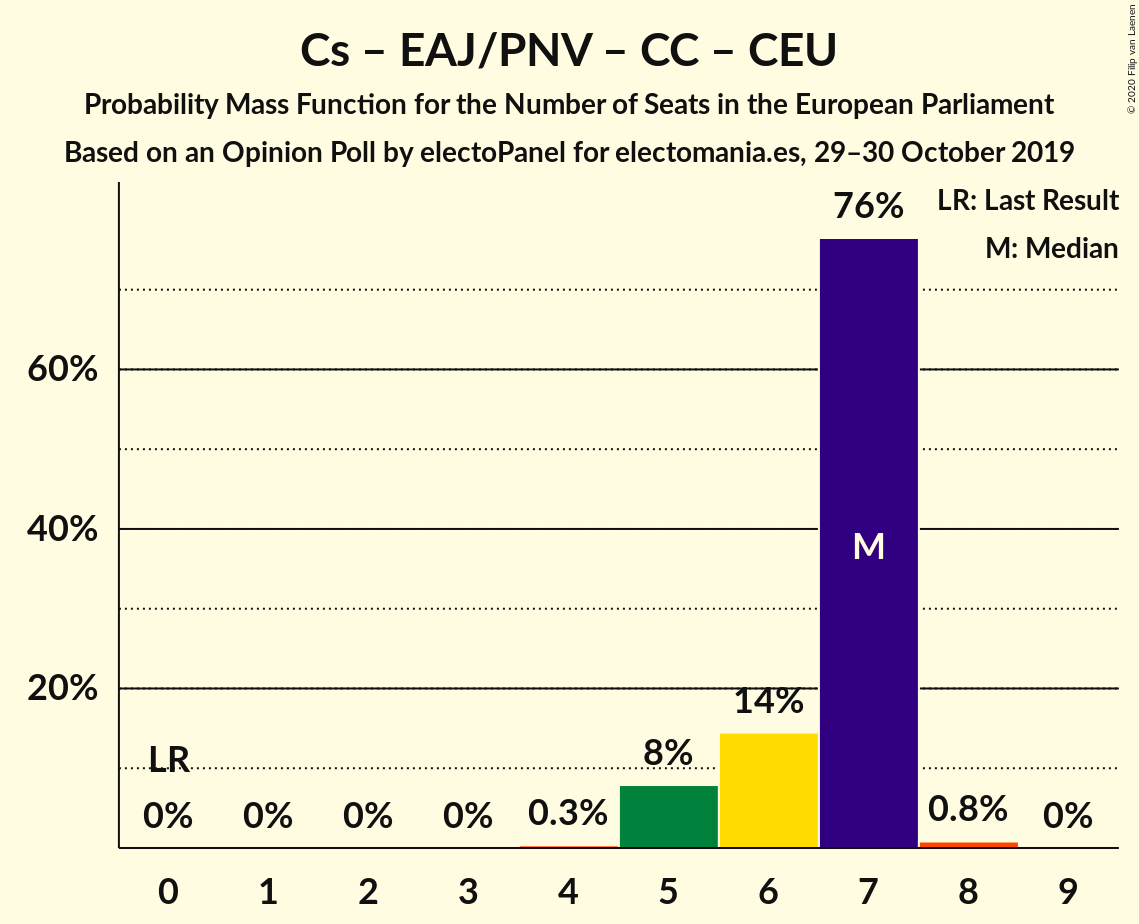 Cs – EAJ/PNV – CC – CEU
Probability Mass Function for the Number of Seats in the European Parliament
Based on an Opinion Poll by electoPanel for electomania.es, 29–30 October 2019
© 2020 Filip van Laenen
LR: Last Result
M: Median
76%
60%
40%
M
20%
14%
LR
8%
0% 0% 0% 0% 0.3% 0.8% 0%
0 1 2 3 4 5 6 7 8 9